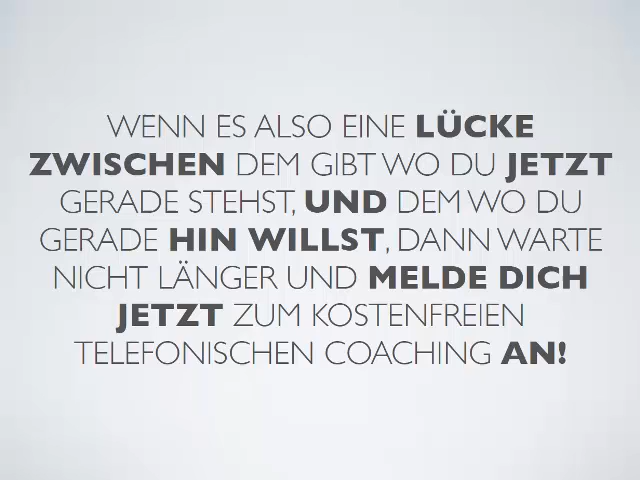 WENN ES ALSO EINE LÜCKE
ZWISCHEN DEM GIBT WO DU JETZT
GERADE STEHST, UND DEM WO DU
GERADE HIN WILLST, DANN WARTE
NICHT LÄNGER UND MELDE DICH
JETZT ZUM KOSTENFREIEN
TELEFONISCHEN COACHING AN!